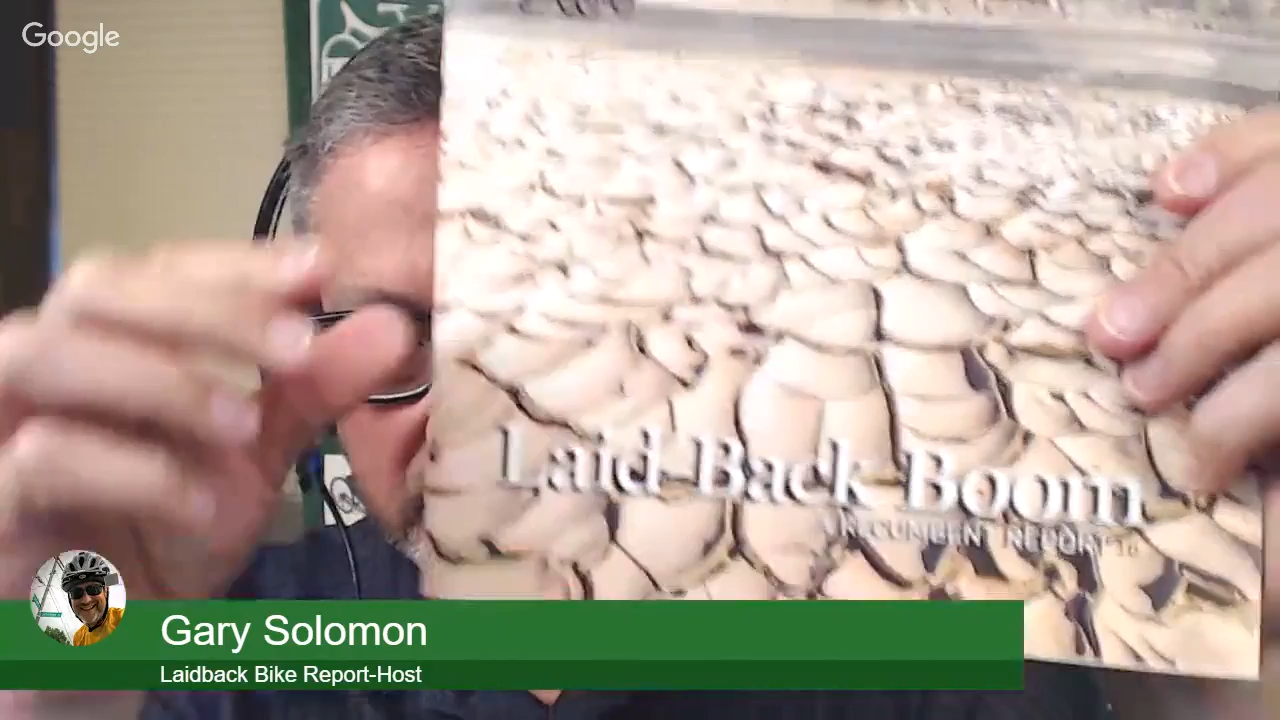 Google
Laid-Back Boom
RECUMBENT REPORT
Gary Solomon
Laidback Bike Report-Host